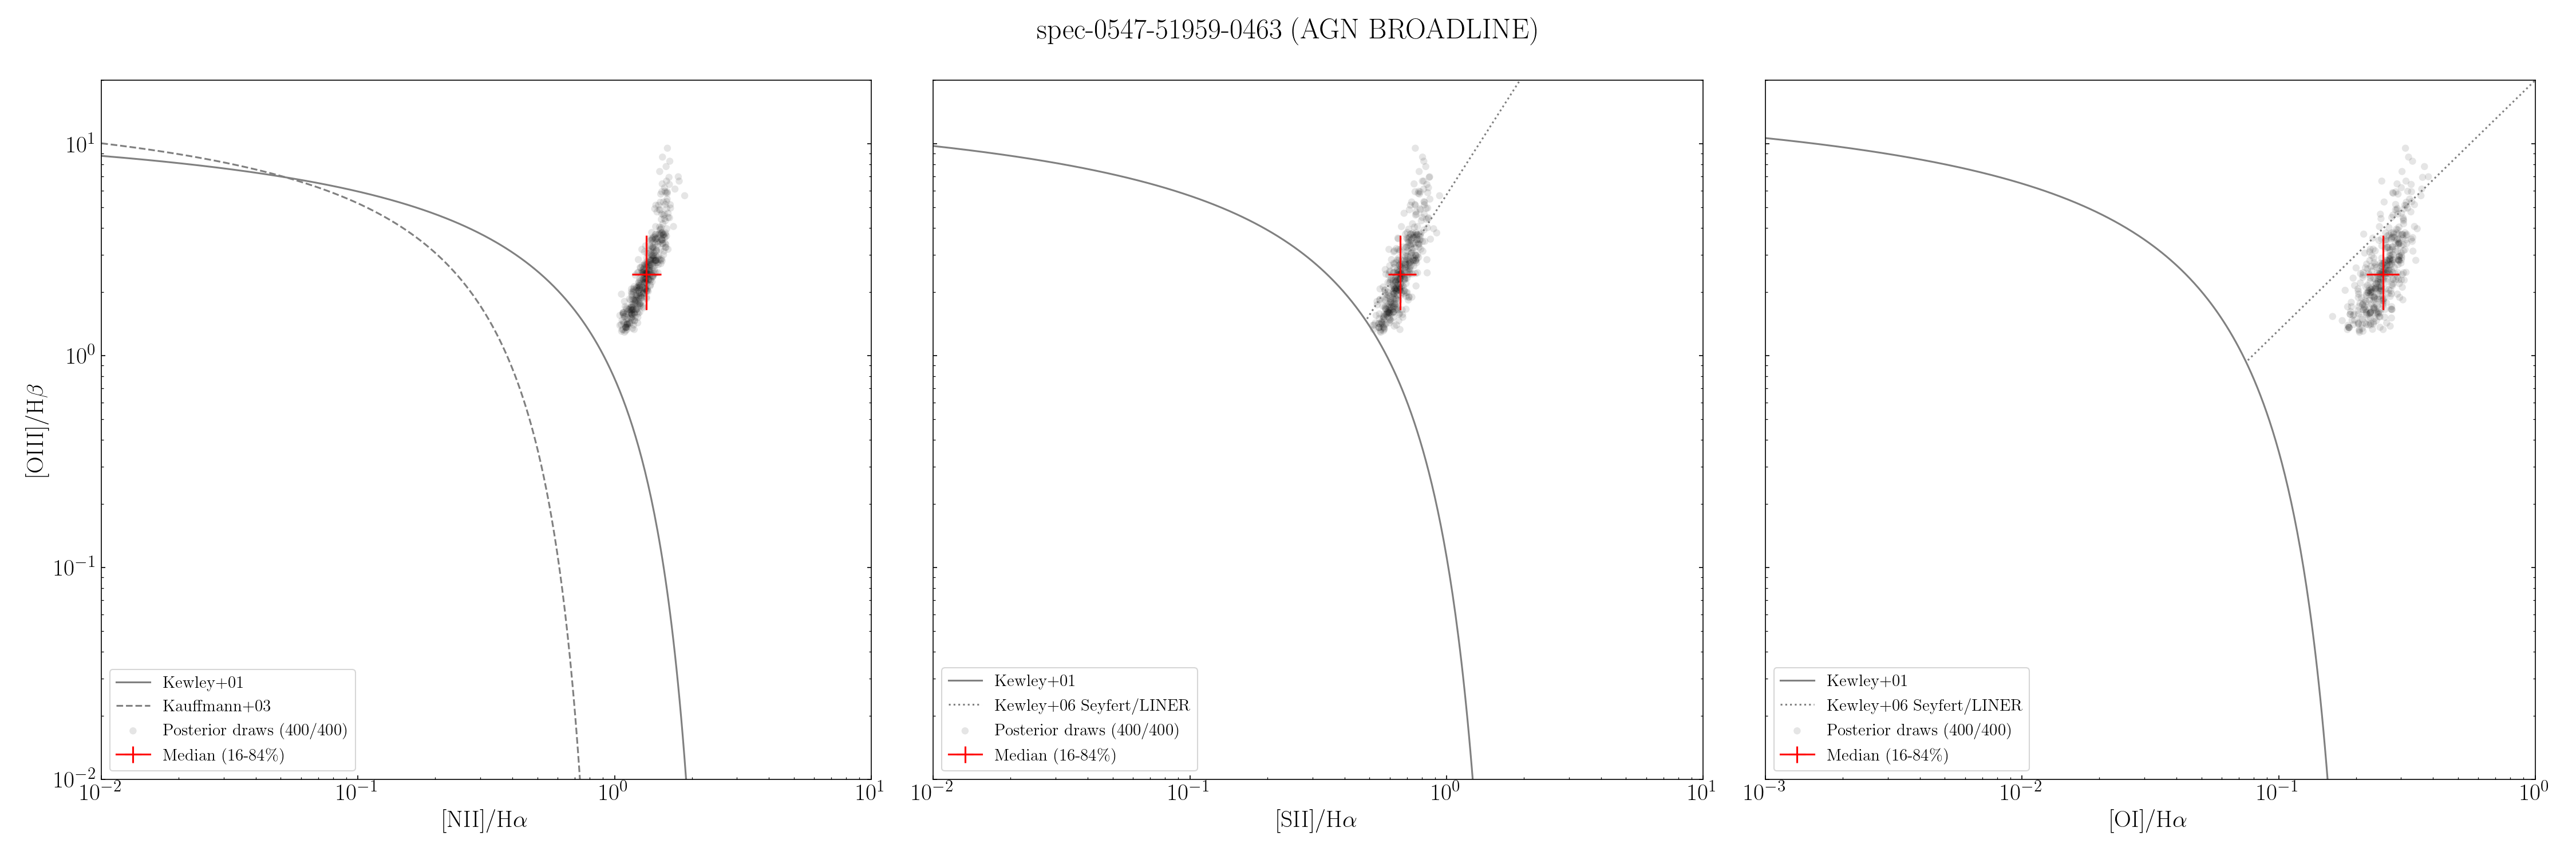 spec-0547-51959-0463 (AGN BROADLINE)
[OIII]/Hβ
10^1
10^0
10^-1
10^-2
Kewley+01
Kauffmann+03
Posterior draws (400/400)
Median (16-84%)
10^-2 10^-1 10^0 10^1
[NII]/Hα
Kewley+01
Kewley+06 Seyfert/LINER
Posterior draws (400/400)
Median (16-84%)
10^-2 10^-1 10^0 10^1
[SII]/Hα
Kewley+01
Kewley+06 Seyfert/LINER
Posterior draws (400/400)
Median (16-84%)
10^-3 10^-2 10^-1 10^0
[OI]/Hα